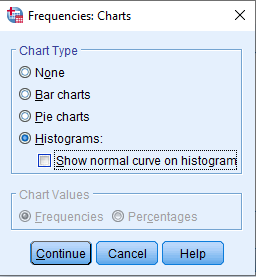 Frequencies: Charts
Chart Type
None
Bar charts
Pie charts
Histograms:
Show normal curve on histogram
Chart Values
Frequencies Percentages
Continue Cancel Help